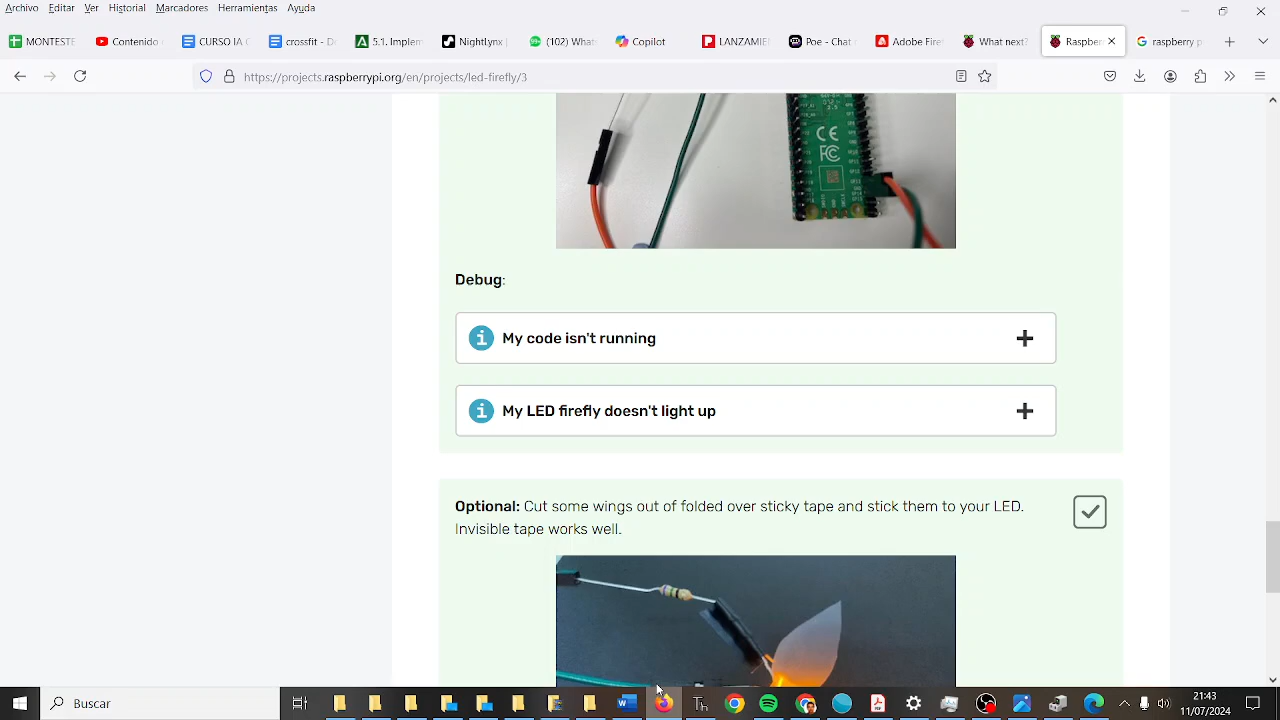 Archivo Editar Ver Historial Marcadores Herramientas Ayuda
MONTESTE
Contenido
CURSO IA C
crossfit - D
5.1. Implem
Nightlynx |
(102) What
Copilot
LANZAMIE
Poe - Chat
Adobe Fire
What next?
Raspber
raspberry p
https://projects.raspberrypi.org/en/projects/led-firefly/3
CE
FC
Debug:
My code isn't running
My LED firefly doesn't light up
Optional: Cut some wings out of folded over sticky tape and stick them to your LED.
Invisible tape works well.
Buscar
21:43
11/07/2024